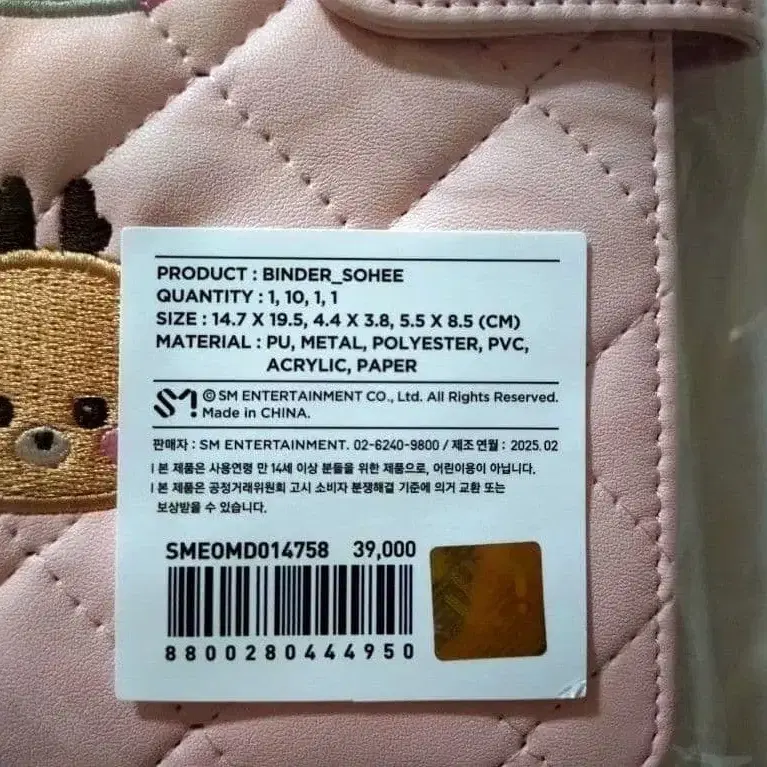 PRODUCT : BINDER_SOHEE
QUANTITY : 1, 10, 1, 1
SIZE : 14.7 X 19.5, 4.4 X 3.8, 5.5 X 8.5 (CM)
MATERIAL : PU, METAL, POLYESTER, PVC,
ACRYLIC, PAPER
SM! © SM ENTERTAINMENT CO., Ltd. All Rights Reserved.
Made in CHINA.
판매자 : SM ENTERTAINMENT. 02-6240-9800 / 제조연월 : 2025.02
I 본 제품은 사용연령 만 14세 이상 분들을 위한 제품으로, 어린이용이 아닙니다.
I 본 제품은 공정거래위원회 고시 소비자 분쟁해결 기준에 의거 교환 또는
보상받을 수 있습니다.
SMEOMD014758 39,000
8800280444950